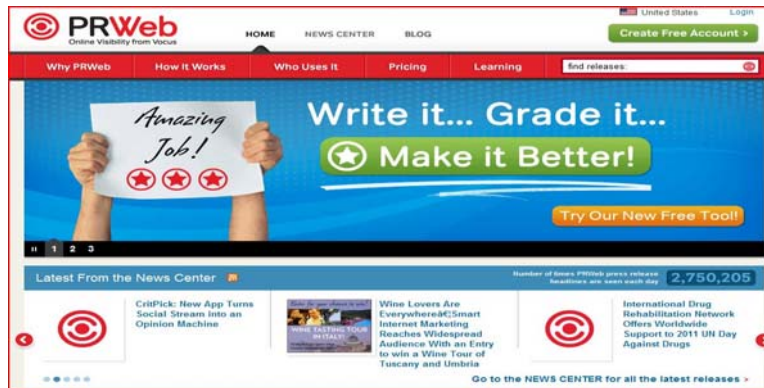 United States Login
PRWeb
Online Visibility from Vocus
HOME NEWS CENTER BLOG
Create Free Account >
Why PRWeb How It Works Who Uses It Pricing Learning find releases:
Amazing
Job!
Write it... Grade it...
Make it Better!
Try Our New Free Tool!
1 2 3
Latest From the News Center
Number of times PRWeb press release
headlines are seen each day
2,750,205
CritPick: New App Turns
Social Stream into an
Opinion Machine
WINE TASTING TOUR
IN ITALY!
Wine Lovers Are
Everywhereâ€¦Smart
Internet Marketing
Reaches Widespread
Audience With an Entry
to win a Wine Tour of
Tuscany and Umbria
International Drug
Rehabilitation Network
Offers Worldwide
Support to 2011 UN Day
Against Drugs
Go to the NEWS CENTER for all the latest releases >